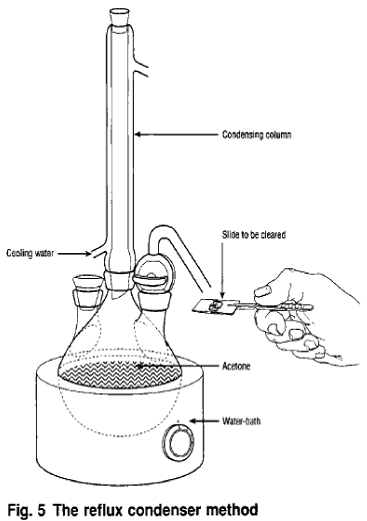 Condensing column
Slide to be cleared
Cooling water
Acetone
Water-bath
Fig. 5 The reflux condenser method